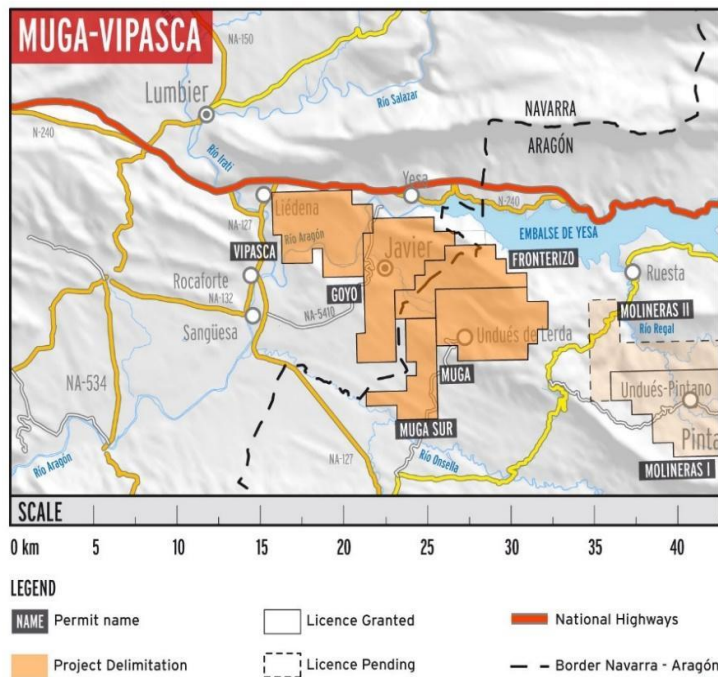 MUGA-VIPASCA
NA-150
Lumbier
Río Salazar
NAVARRA
N-240
ARAGÓN
Río Irati
Yesa
N-240
Liédena
NA-127
EMBALSE DE YESA
VIPASCA
Río Aragón
Javier
FRONTERIZO
Rocaforte
GOYO
Ruesta
NA-132
NA-5410
MOLINERAS II
Sangüesa
Río Regal
Undués de Lerda
NA-534
MUGA
Undués-Pintano
MUGA SUR
Pinta
Río Aragón
NA-127
Río Onsella
MOLINERAS I
SCALE
0 km 5 10 15 20 25 30 35 40
LEGEND
NAME Permit name
Licence Granted
National Highways
Project Delimitation
Licence Pending
Border Navarra - Aragón